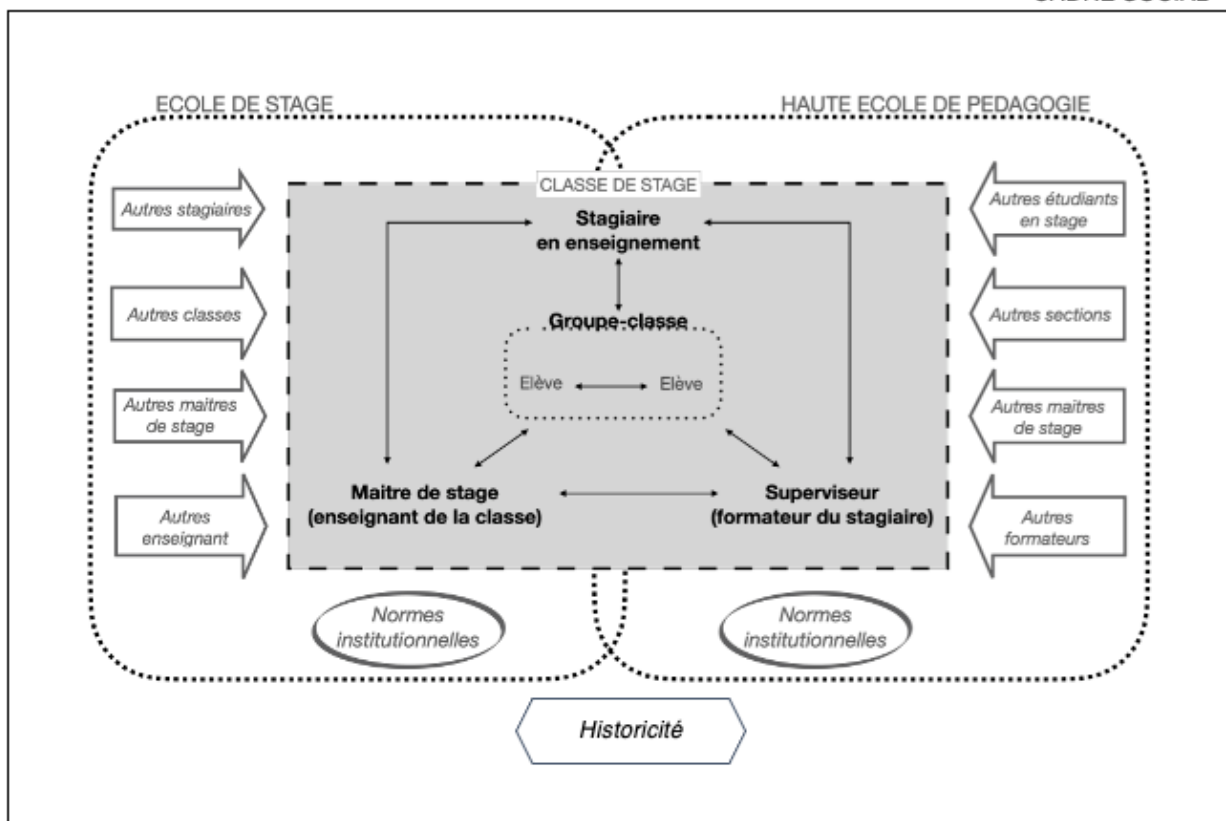 ECOLE DE STAGE
HAUTE ECOLE DE PEDAGOGIE
CLASSE DE STAGE
Stagiaire
en enseignement
Autres stagiaires
Autres étudiants
en stage
Autres classes
Groupe-classe
Autres sections
Elève
Elève
Autres maitres
de stage
Autres maitres
de stage
Maitre de stage
(enseignant de la classe)
Superviseur
(formateur du stagiaire)
Autres
enseignant
Autres
formateurs
Normes
institutionnelles
Normes
institutionnelles
Historicité